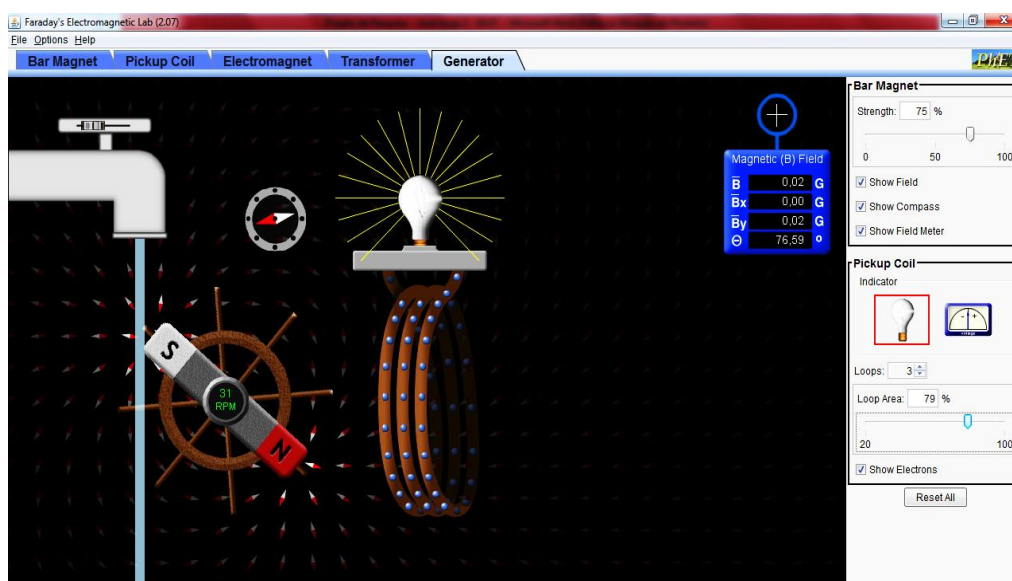 Faraday's Electromagnetic Lab (2.07)
File Options Help
Bar Magnet Pickup Coil Electromagnet Transformer Generator
PhET
Bar Magnet
Strength: 75 %
0 50 100
Show Field
Show Compass
Show Field Meter
Magnetic (B) Field
B 0,02 G
Bx 0,00 G
By 0,02 G
Θ 76,59 º
Pickup Coil
Indicator
- +
Loops: 3
Loop Area: 79 %
20 100
Show Electrons
Reset All
S
31
RPM
N